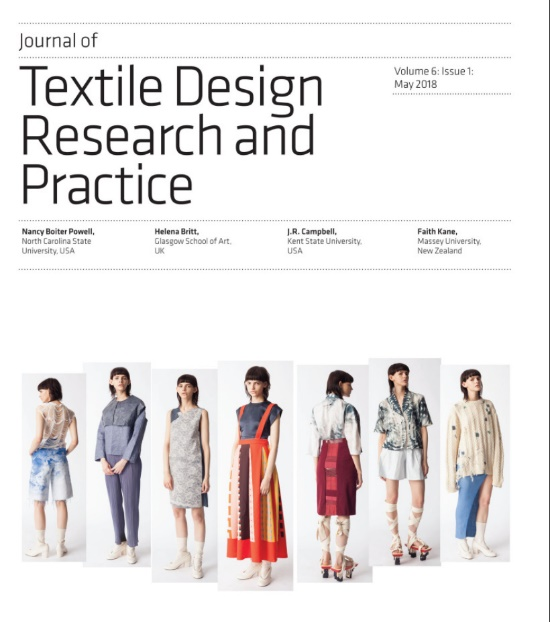 Journal of
Textile Design
Research and
Practice
Volume 6: Issue 1:
May 2018
Nancy Boiter Powell,
North Carolina State
University, USA
Helena Britt,
Glasgow School of Art,
UK
J.R. Campbell,
Kent State University,
USA
Faith Kane,
Massey University,
New Zealand